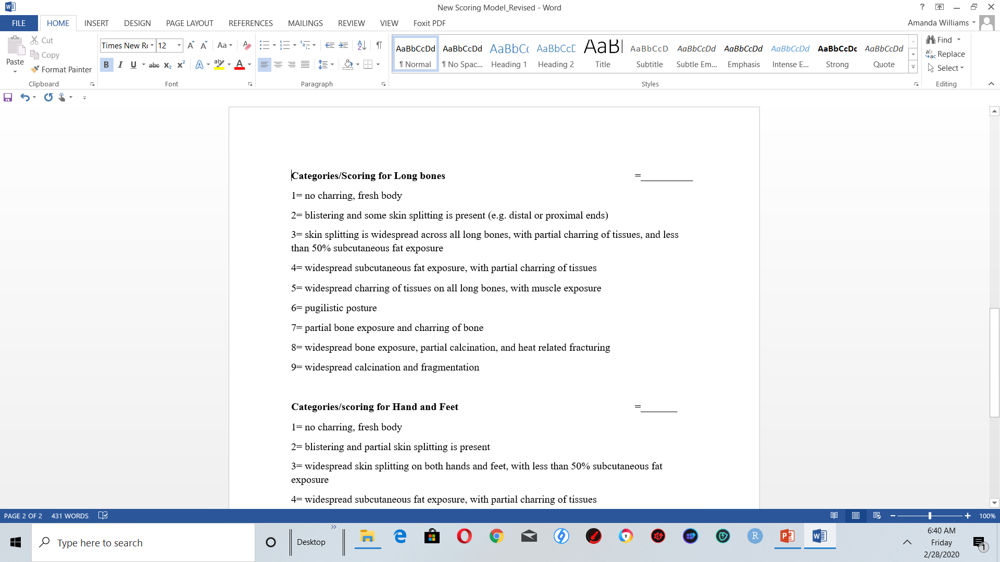 New Scoring Model_Revised - Word
?
FILE HOME INSERT DESIGN PAGE LAYOUT REFERENCES MAILINGS REVIEW VIEW Foxit PDF
Amanda Williams
Paste
Cut
Copy
Format Painter
Clipboard
Times New Rc 12
Aa
B I U abc x2 x2 A ab A
Font
Paragraph
AaBbCcDd AaBbCcDd AaBbCc AaBbCcD AaB AaBbCcD AaBbCcDd AaBbCcDd AaBbCcDd AaBbCcDc AaBbCcDd
¶ Normal ¶ No Spac... Heading 1 Heading 2 Title Subtitle Subtle Em... Emphasis Intense E... Strong Quote
Styles
Find
Replace
Select
Editing
Categories/Scoring for Long bones =__________
1= no charring, fresh body
2= blistering and some skin splitting is present (e.g. distal or proximal ends)
3= skin splitting is widespread across all long bones, with partial charring of tissues, and less
than 50% subcutaneous fat exposure
4= widespread subcutaneous fat exposure, with partial charring of tissues
5= widespread charring of tissues on all long bones, with muscle exposure
6= pugilistic posture
7= partial bone exposure and charring of bone
8= widespread bone exposure, partial calcination, and heat related fracturing
9= widespread calcination and fragmentation
Categories/scoring for Hand and Feet =_______
1= no charring, fresh body
2= blistering and partial skin splitting is present
3= widespread skin splitting on both hands and feet, with less than 50% subcutaneous fat
exposure
4= widespread subcutaneous fat exposure, with partial charring of tissues
PAGE 2 OF 2 431 WORDS
100%
Type here to search
Desktop
R
6:40 AM
Friday
2/28/2020
1